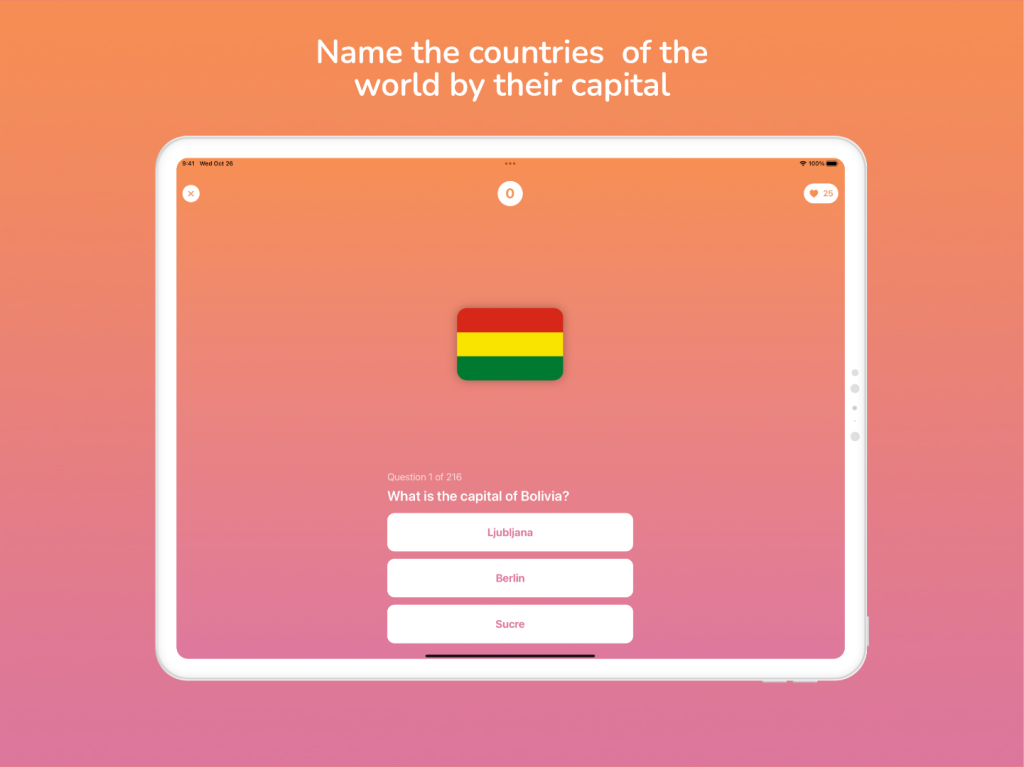 Name the countries  of the
world by their capital
9:41 Wed Oct 26
100%
0
25
Question 1 of 216
What is the capital of Bolivia?
Ljubljana
Berlin
Sucre